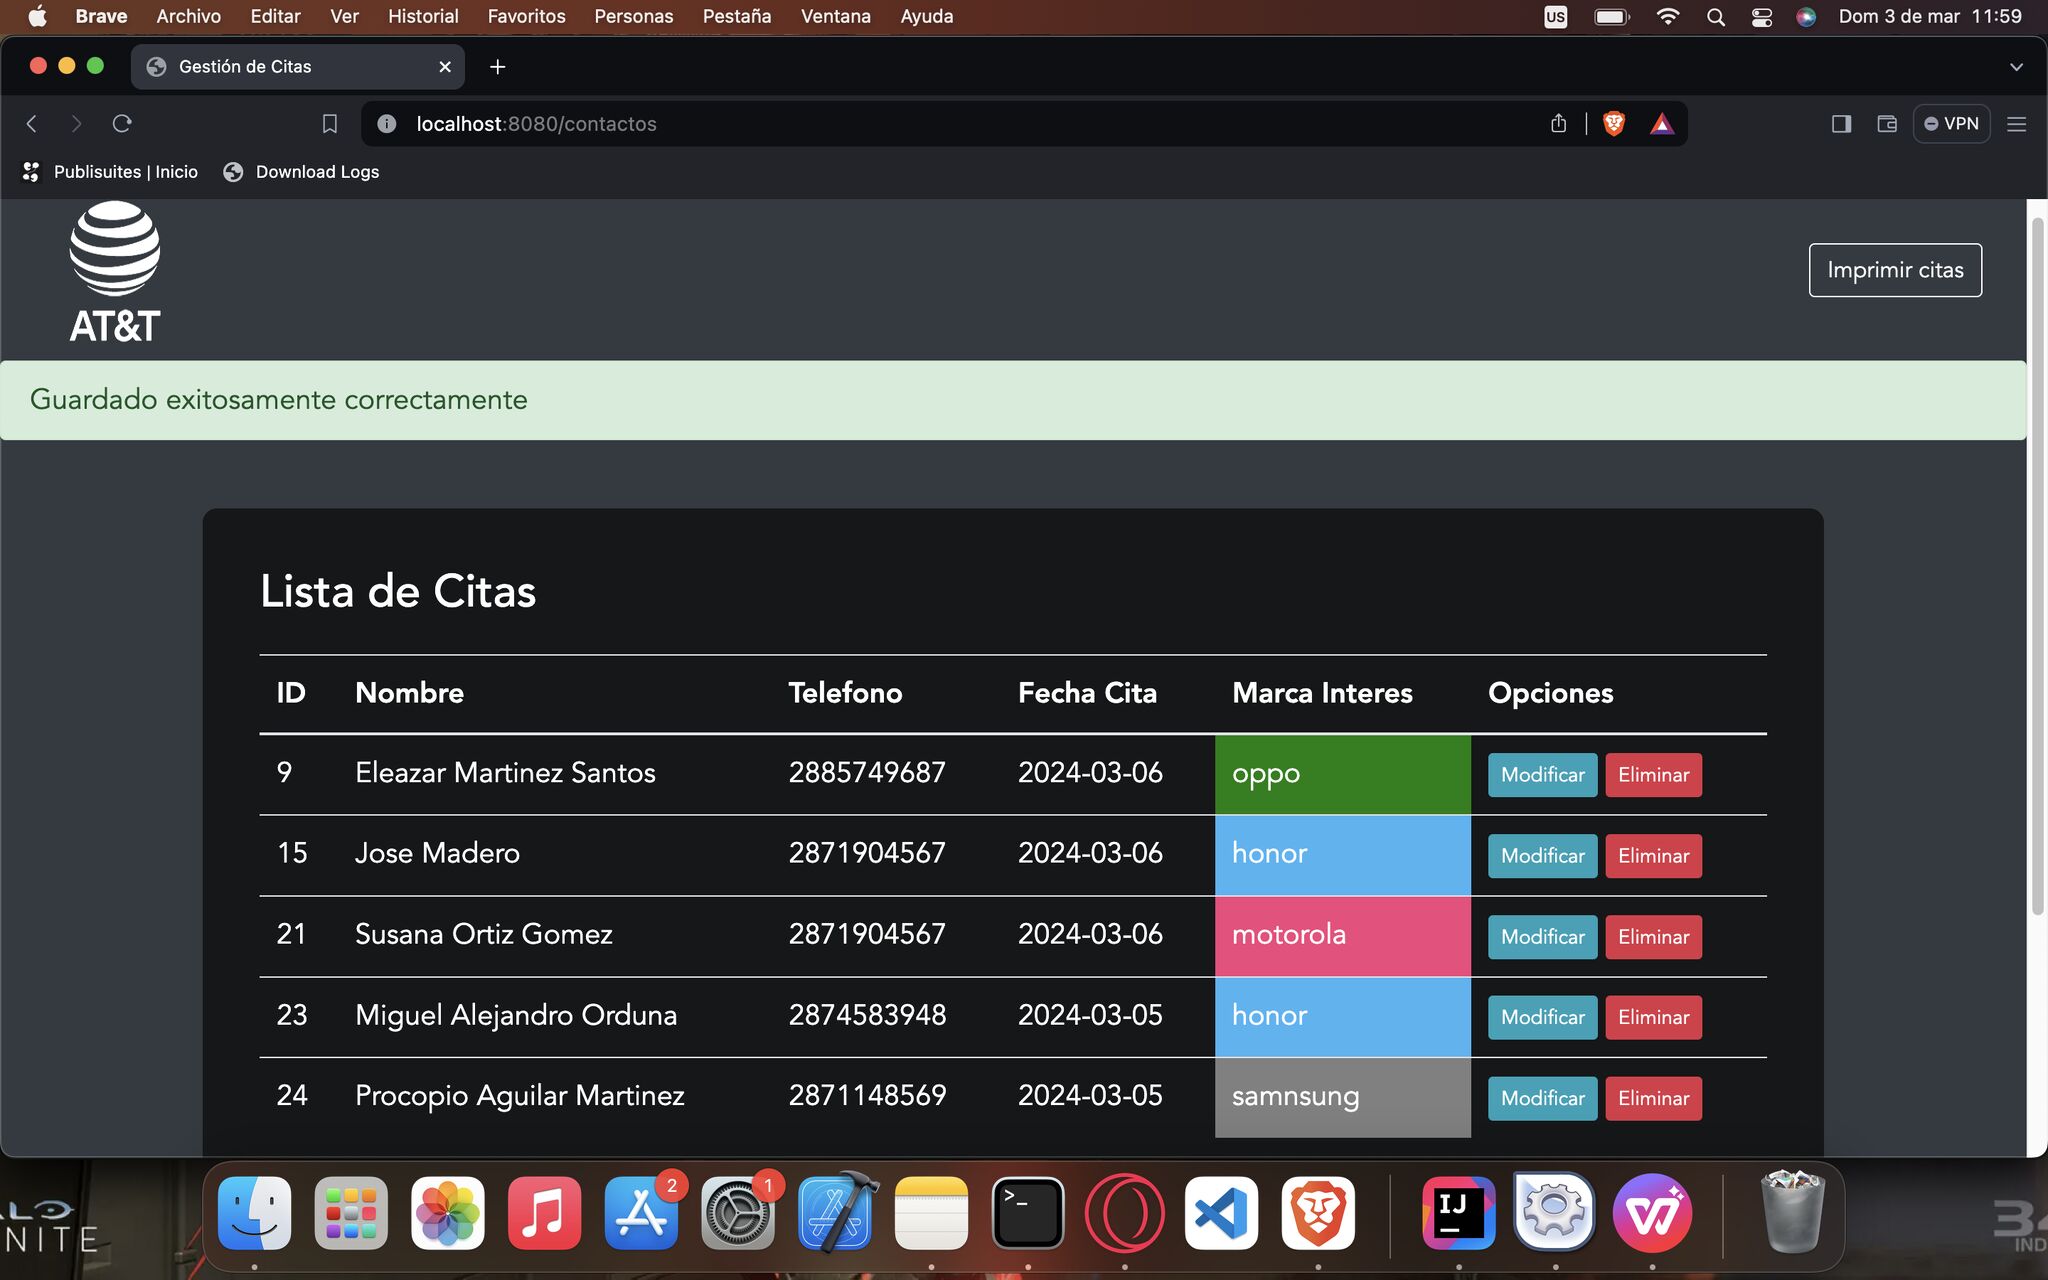 Brave Archivo Editar Ver Historial Favoritos Personas Pestaña Ventana Ayuda US Dom 3 de mar 11:59
Gestión de Citas
localhost:8080/contactos VPN
Publisuites | Inicio Download Logs
AT&T
Imprimir citas
Guardado exitosamente correctamente
Lista de Citas
ID Nombre Telefono Fecha Cita Marca Interes Opciones
9 Eleazar Martinez Santos 2885749687 2024-03-06 oppo Modificar Eliminar
15 Jose Madero 2871904567 2024-03-06 honor Modificar Eliminar
21 Susana Ortiz Gomez 2871904567 2024-03-06 motorola Modificar Eliminar
23 Miguel Alejandro Orduna 2874583948 2024-03-05 honor Modificar Eliminar
24 Procopio Aguilar Martinez 2871148569 2024-03-05 samnsung Modificar Eliminar
2 1
>_
IJ
NITE
34
IND